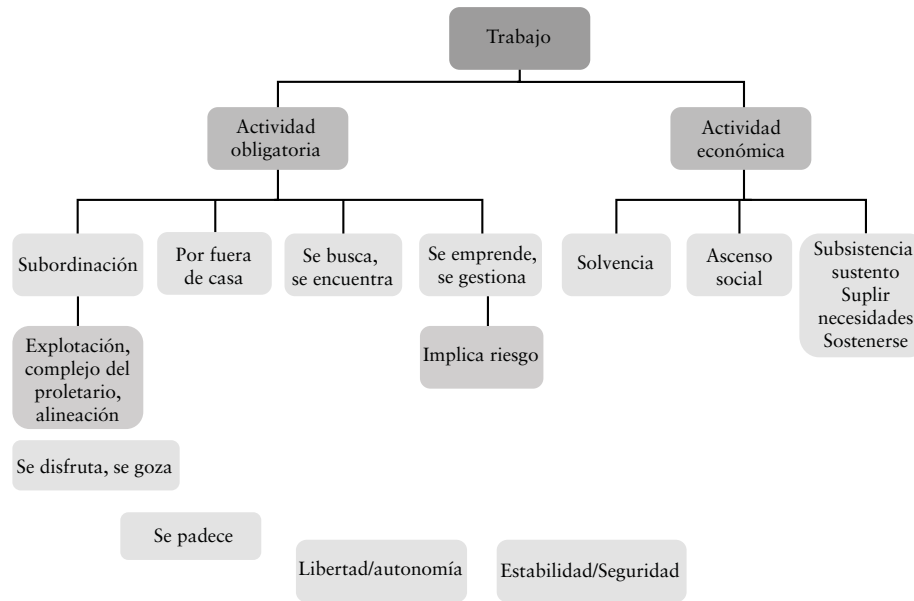 Trabajo
Actividad
obligatoria
Actividad
económica
Subordinación
Por fuera
de casa
Se busca,
se encuentra
Se emprende,
se gestiona
Solvencia
Ascenso
social
Subsistencia
sustento
Suplir
necesidades
Sostenerse
Explotación,
complejo del
proletario,
alineación
Implica riesgo
Se disfruta, se goza
Se padece
Libertad/autonomía
Estabilidad/Seguridad